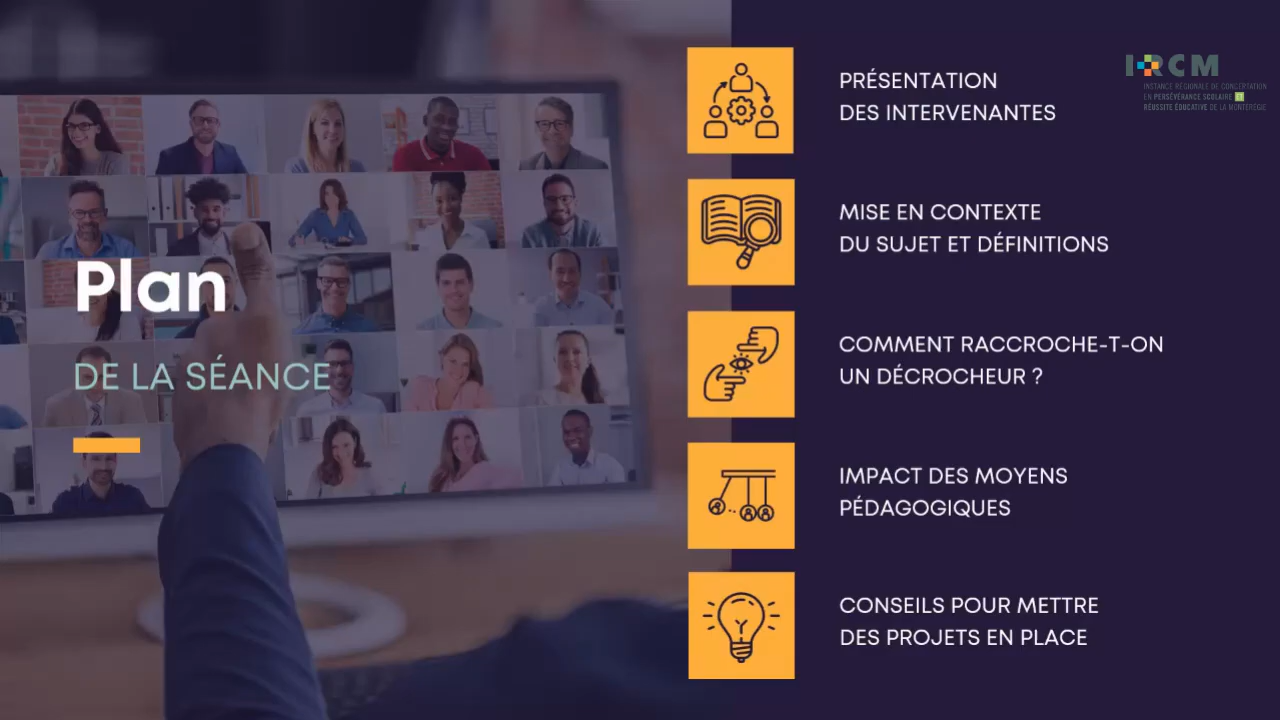 Plan
DE LA SÉANCE
PRÉSENTATION
DES INTERVENANTES
MISE EN CONTEXTE
DU SUJET ET DÉFINITIONS
COMMENT RACCROCHE-T-ON
UN DÉCROCHEUR ?
IMPACT DES MOYENS
PÉDAGOGIQUES
CONSEILS POUR METTRE
DES PROJETS EN PLACE
IRCM
INSTANCE RÉGIONALE DE CONCERTATION
EN PERSÉVÉRANCE SCOLAIRE ET
RÉUSSITE ÉDUCATIVE DE LA MONTÉRÉGIE